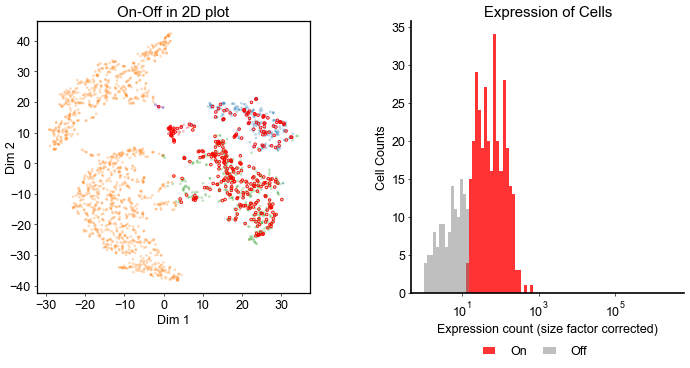 On-Off in 2D plot
Dim 2
40
30
20
10
0
−10
−20
−30
−40
−30 −20 −10 0 10 20 30
Dim 1
Expression of Cells
Cell Counts
35
30
25
20
15
10
5
0
10^1 10^3 10^5
Expression count (size factor corrected)
On Off